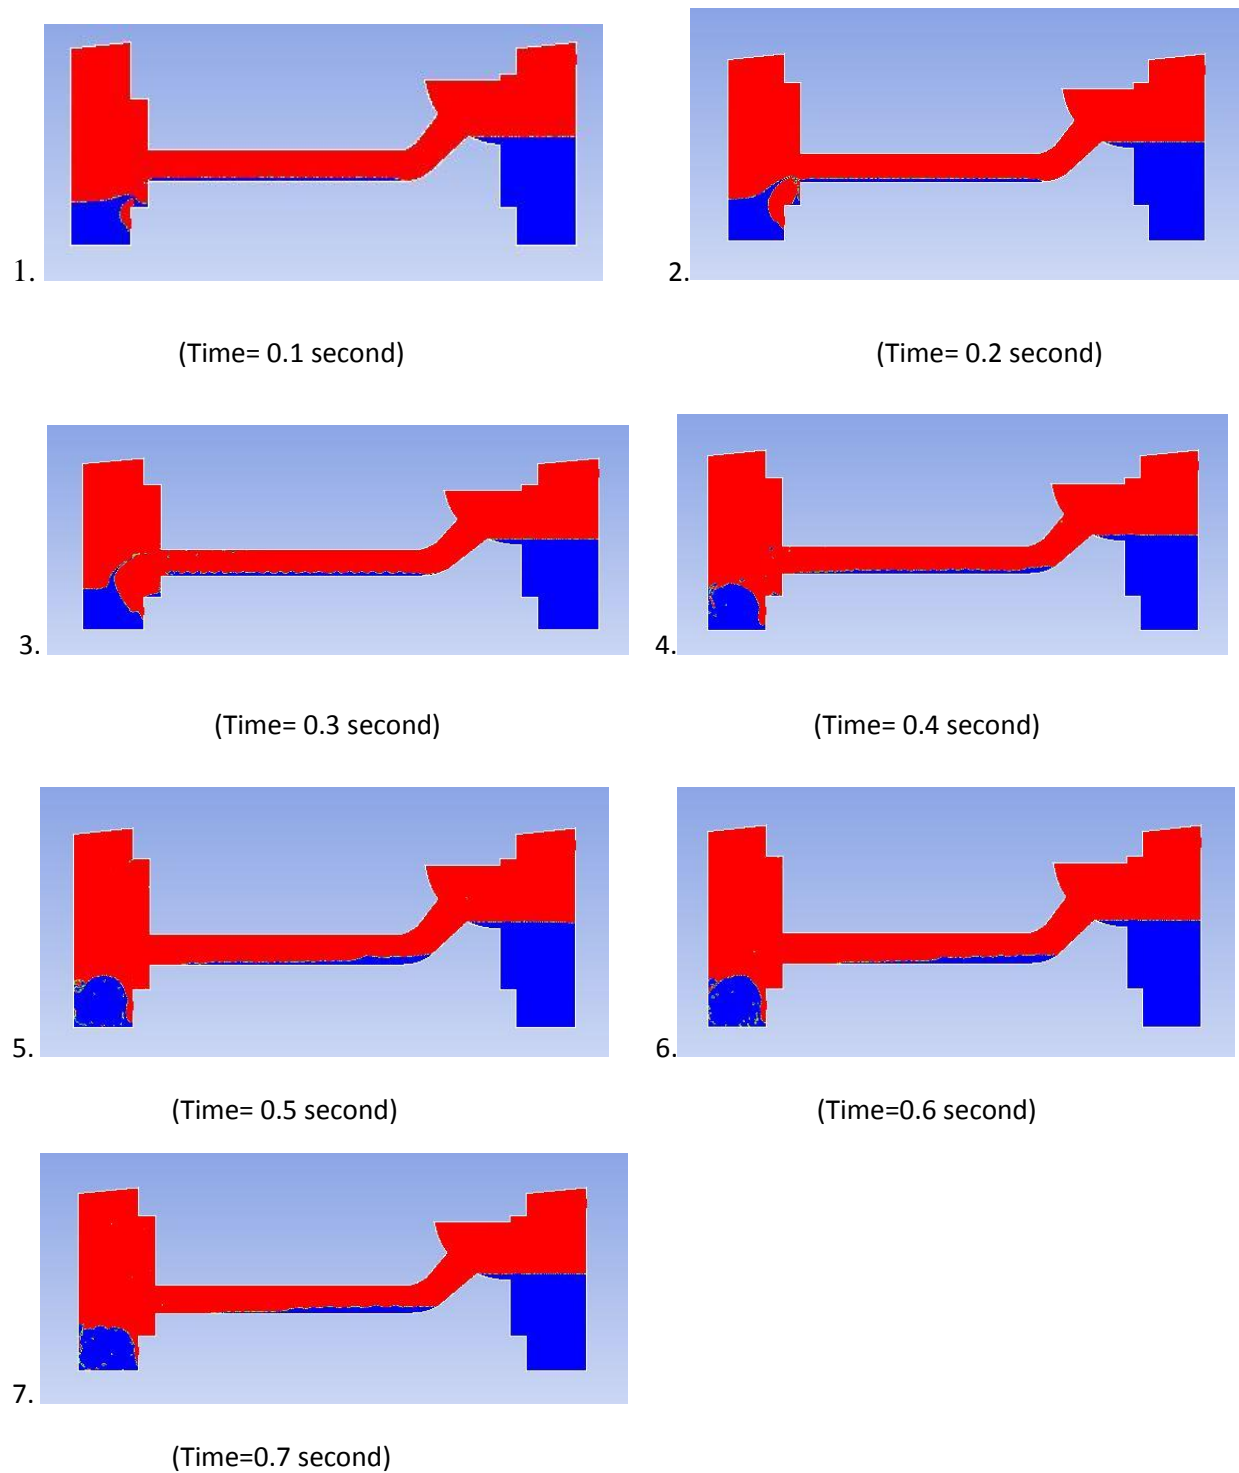 1.
2.
(Time= 0.1 second)
(Time= 0.2 second)
3.
4.
(Time= 0.3 second)
(Time= 0.4 second)
5.
6.
(Time= 0.5 second)
(Time=0.6 second)
7.
(Time=0.7 second)